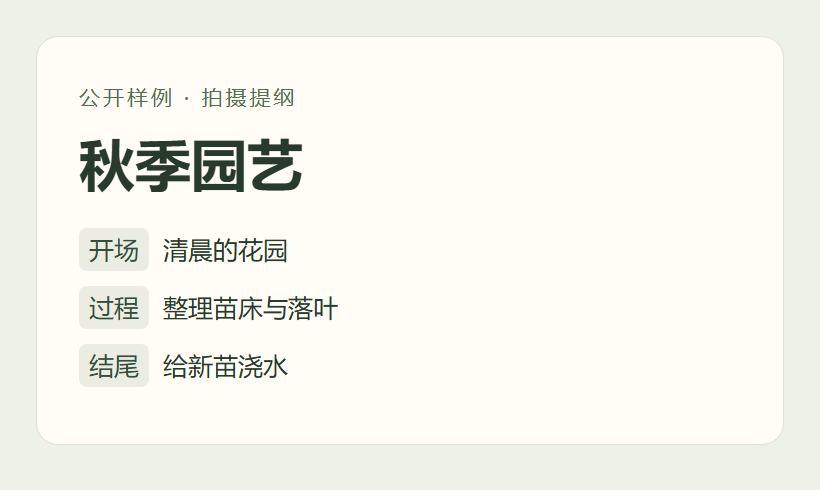 公开样例 · 拍摄提纲
秋季园艺
开场 清晨的花园
过程 整理苗床与落叶
结尾 给新苗浇水